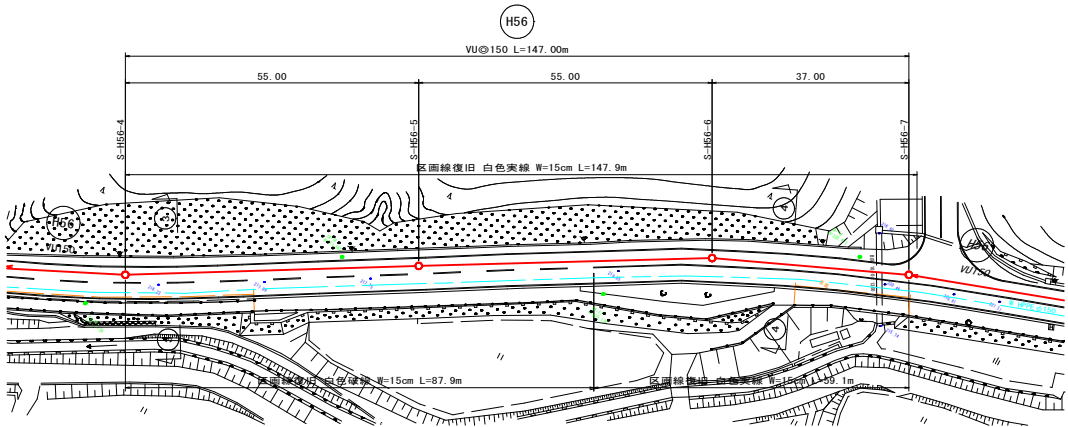 H56
VU◎150 L=147.00m
55.00
55.00
37.00
S-H56-4
S-H56-5
S-H56-6
S-H56-7
区画線復旧 白色実線 W=15cm L=147.9m
H56
VU150
H56
VU150
4
4
区画線復旧 白色破線 W=15cm L=87.9m
区画線復旧 白色実線 W=15cm L=59.1m